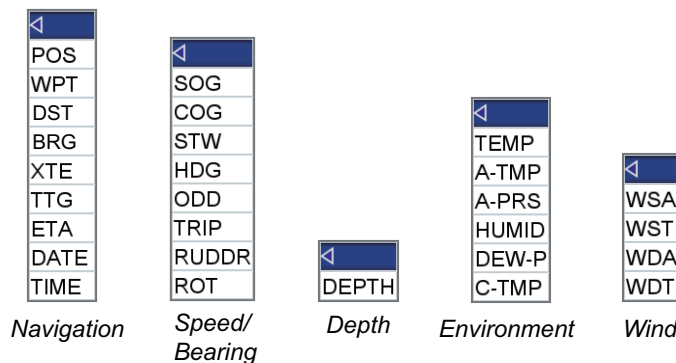 POS
WPT
DST
BRG
XTE
TTG
ETA
DATE
TIME
Navigation
SOG
COG
STW
HDG
ODD
TRIP
RUDDR
ROT
Speed/
Bearing
DEPTH
Depth
TEMP
A-TMP
A-PRS
HUMID
DEW-P
C-TMP
Environment
WSA
WST
WDA
WDT
Wind